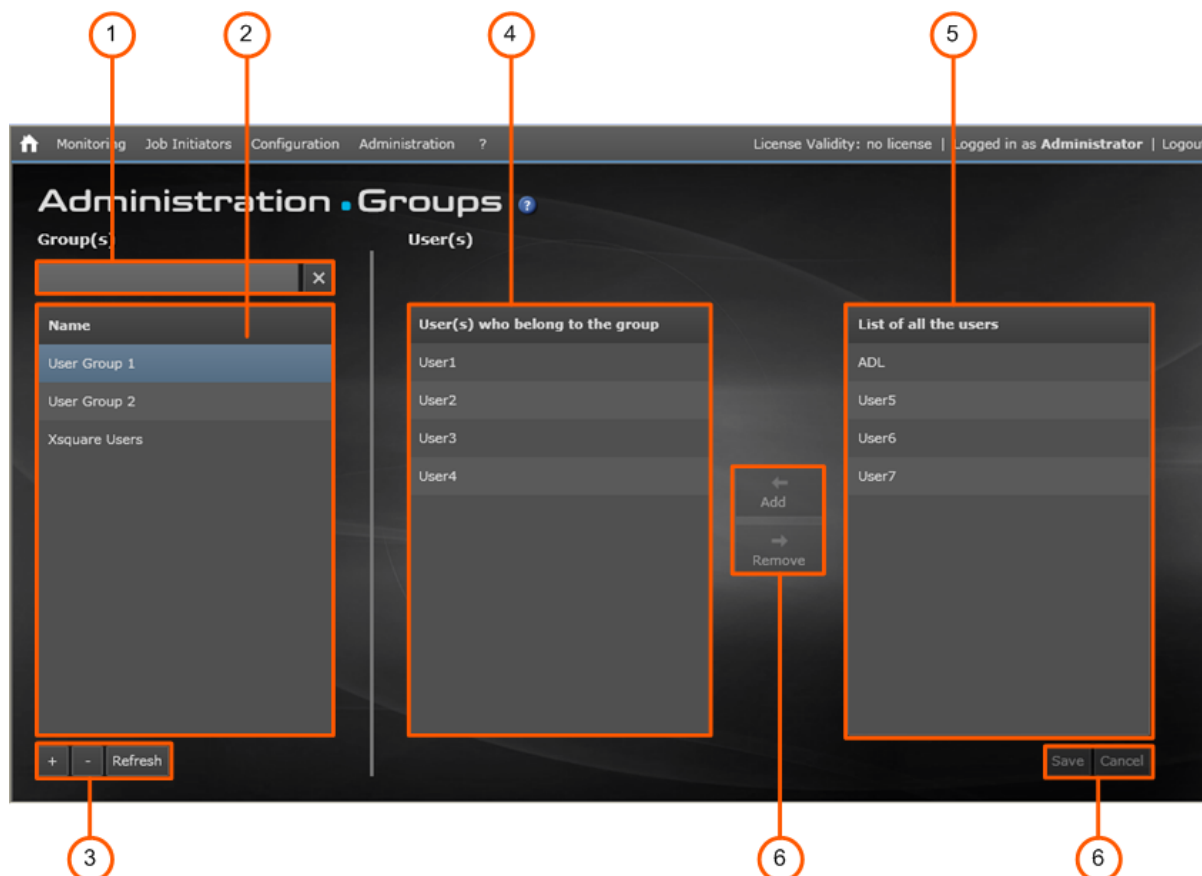 1 2 4 5
Monitoring Job Initiators Configuration Administration ? License Validity: no license | Logged in as Administrator | Logou
Administration.Groups ?
Group(s) User(s)
×
Name
User Group 1
User Group 2
Xsquare Users
User(s) who belong to the group
User1
User2
User3
User4
Add
Remove
List of all the users
ADL
User5
User6
User7
+ - Refresh
Save Cancel
3 6 6